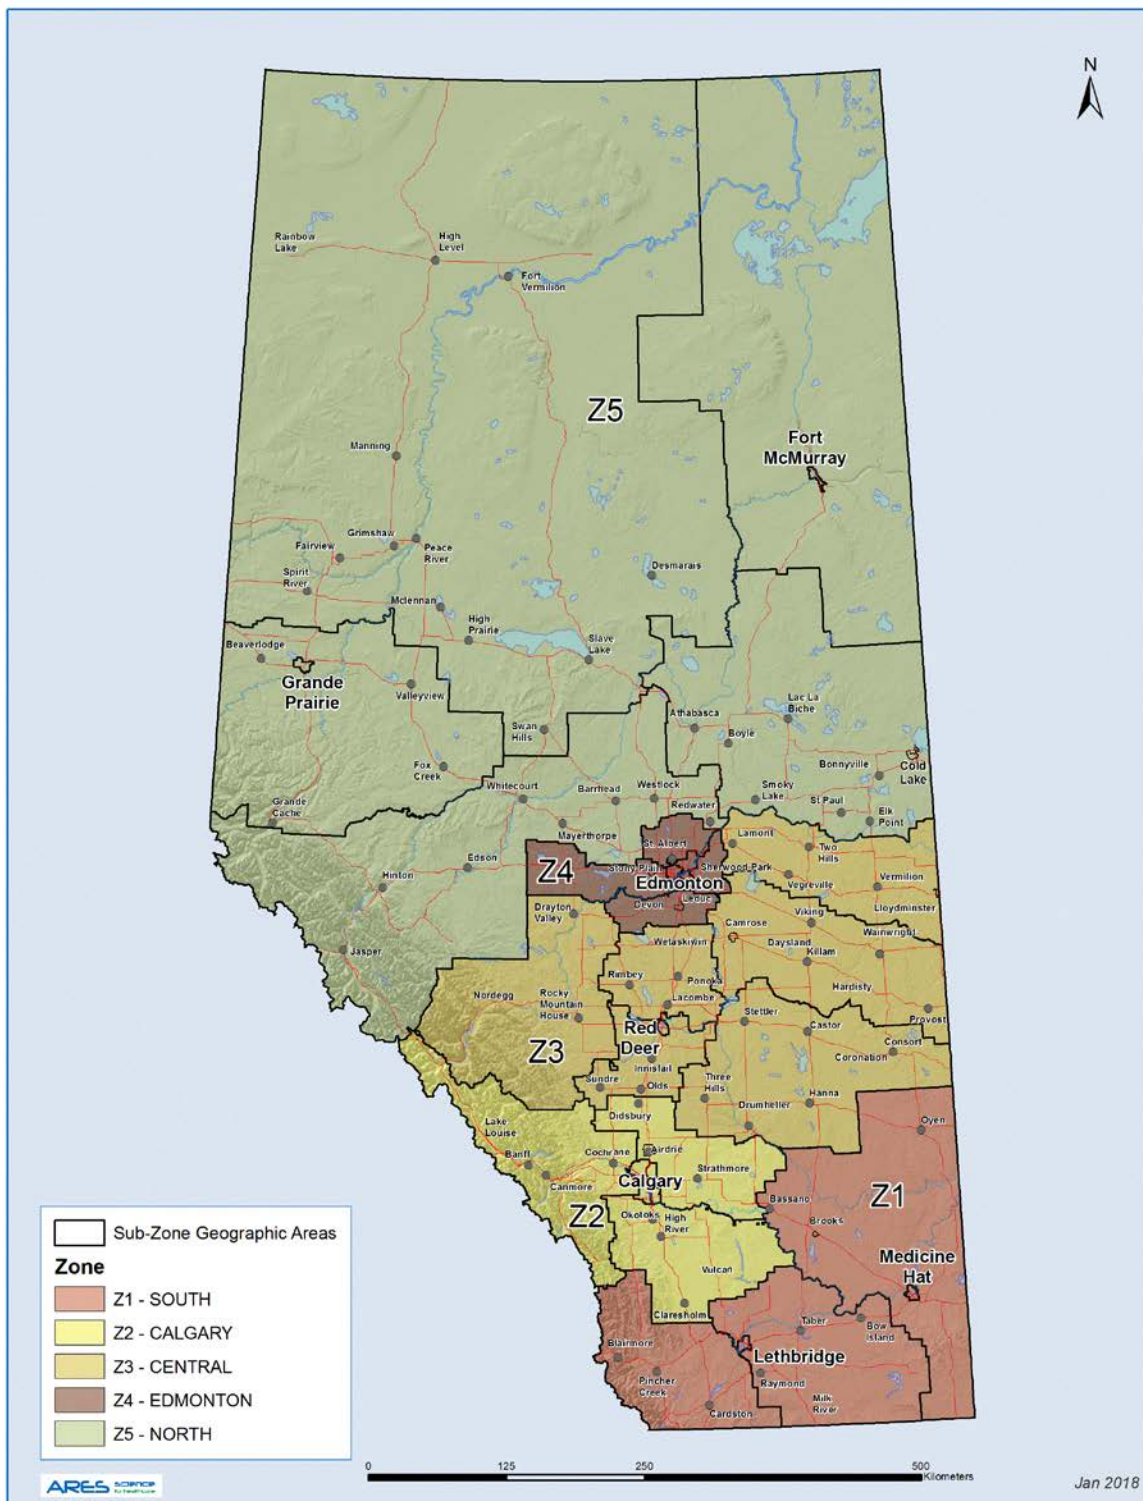 N
Rainbow
Lake
High
Level
Fort
Vermilion
Z5
Fort
McMurray
Manning
Grimshaw
Fairview
Peace
River
Spirit
River
Desmarais
Mclennan
High
Prairie
Slave
Lake
Beaverlodge
Grande
Prairie
Valleyview
Lac La
Biche
Athabasca
Swan
Hills
Boyle
Fox
Creek
Bonnyville
Cold
Lake
Whitecourt
Barrhead
Westlock
Smoky
Lake
Redwater
St Paul
Elk
Point
Grande
Cache
Mayerthorpe
Lamont
Two
Hills
St. Albert
Edson
Z4
Stony Plain
Sherwood Park
Edmonton
Hinton
Vegreville
Vermilion
Devon
Leduc
Lloydminster
Drayton
Valley
Camrose
Viking
Wainwright
Jasper
Wetaskiwin
Daysland
Killam
Rimbey
Ponoka
Hardisty
Nordegg
Rocky
Mountain
House
Lacombe
Provost
Red
Deer
Stettler
Castor
Consort
Coronation
Z3
Innisfail
Sundre
Olds
Three
Hills
Hanna
Didsbury
Drumheller
Oyen
Lake
Louise
Banff
Cochrane
Airdrie
Canmore
Calgary
Strathmore
Z1
Bassano
Z2
Okotoks
High
River
Brooks
Medicine
Hat
Vulcan
Claresholm
Taber
Bow
Island
Blairmore
Lethbridge
Pincher
Creek
Raymond
Milk
River
Cardston
Sub-Zone Geographic Areas
Zone
Z1 - SOUTH
Z2 - CALGARY
Z3 - CENTRAL
Z4 - EDMONTON
Z5 - NORTH
0 125 250 500
Kilometers
ARES science
for healthcare
Jan 2018